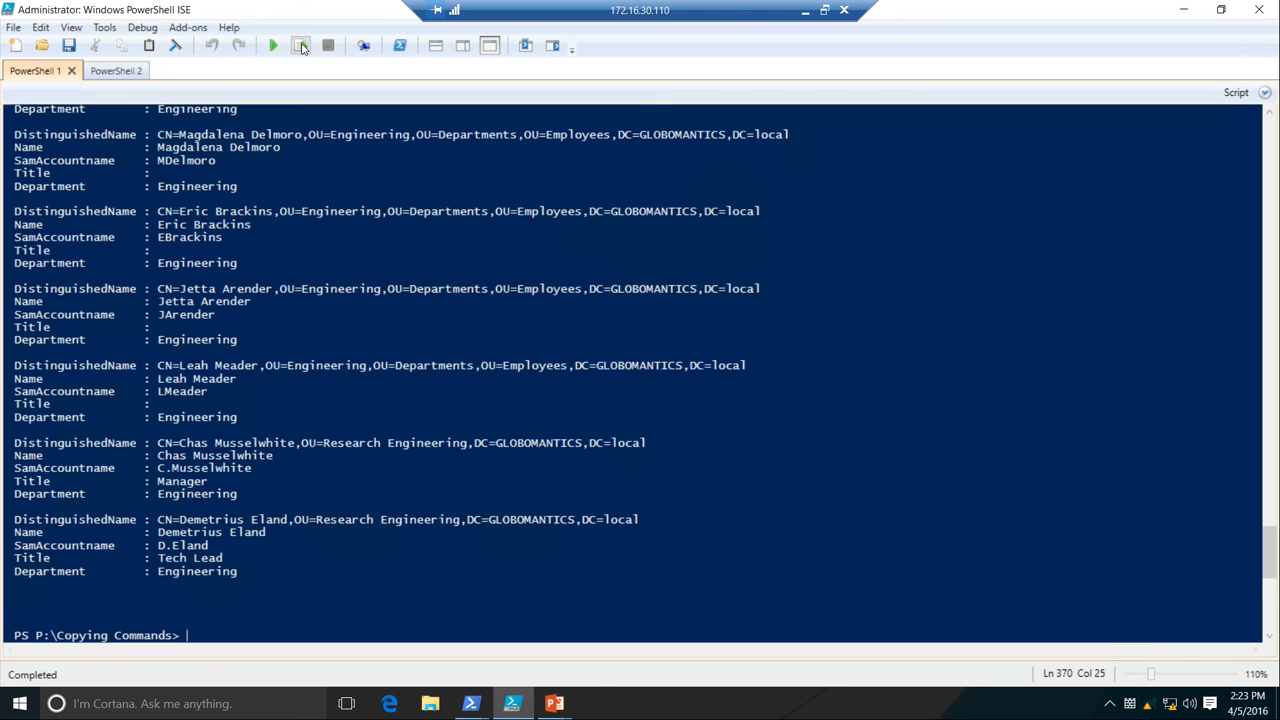 Administrator: Windows PowerShell ISE
172.16.30.110
File Edit View Tools Debug Add-ons Help
PowerShell 1 PowerShell 2
Script
Department : Engineering
DistinguishedName : CN=Magdalena Delmoro,OU=Engineering,OU=Departments,OU=Employees,DC=GLOBOMANTICS,DC=local
Name : Magdalena Delmoro
SamAccountname : MDelmoro
Title :
Department : Engineering
DistinguishedName : CN=Eric Brackins,OU=Engineering,OU=Departments,OU=Employees,DC=GLOBOMANTICS,DC=local
Name : Eric Brackins
SamAccountname : EBrackins
Title :
Department : Engineering
DistinguishedName : CN=Jetta Arender,OU=Engineering,OU=Departments,OU=Employees,DC=GLOBOMANTICS,DC=local
Name : Jetta Arender
SamAccountname : JArender
Title :
Department : Engineering
DistinguishedName : CN=Leah Meader,OU=Engineering,OU=Departments,OU=Employees,DC=GLOBOMANTICS,DC=local
Name : Leah Meader
SamAccountname : LMeader
Title :
Department : Engineering
DistinguishedName : CN=Chas Musselwhite,OU=Research Engineering,DC=GLOBOMANTICS,DC=local
Name : Chas Musselwhite
SamAccountname : C.Musselwhite
Title : Manager
Department : Engineering
DistinguishedName : CN=Demetrius Eland,OU=Research Engineering,DC=GLOBOMANTICS,DC=local
Name : Demetrius Eland
SamAccountname : D.Eland
Title : Tech Lead
Department : Engineering
PS P:\Copying Commands>
Completed Ln 370 Col 25 110%
I'm Cortana. Ask me anything. 2:23 PM
4/5/2016